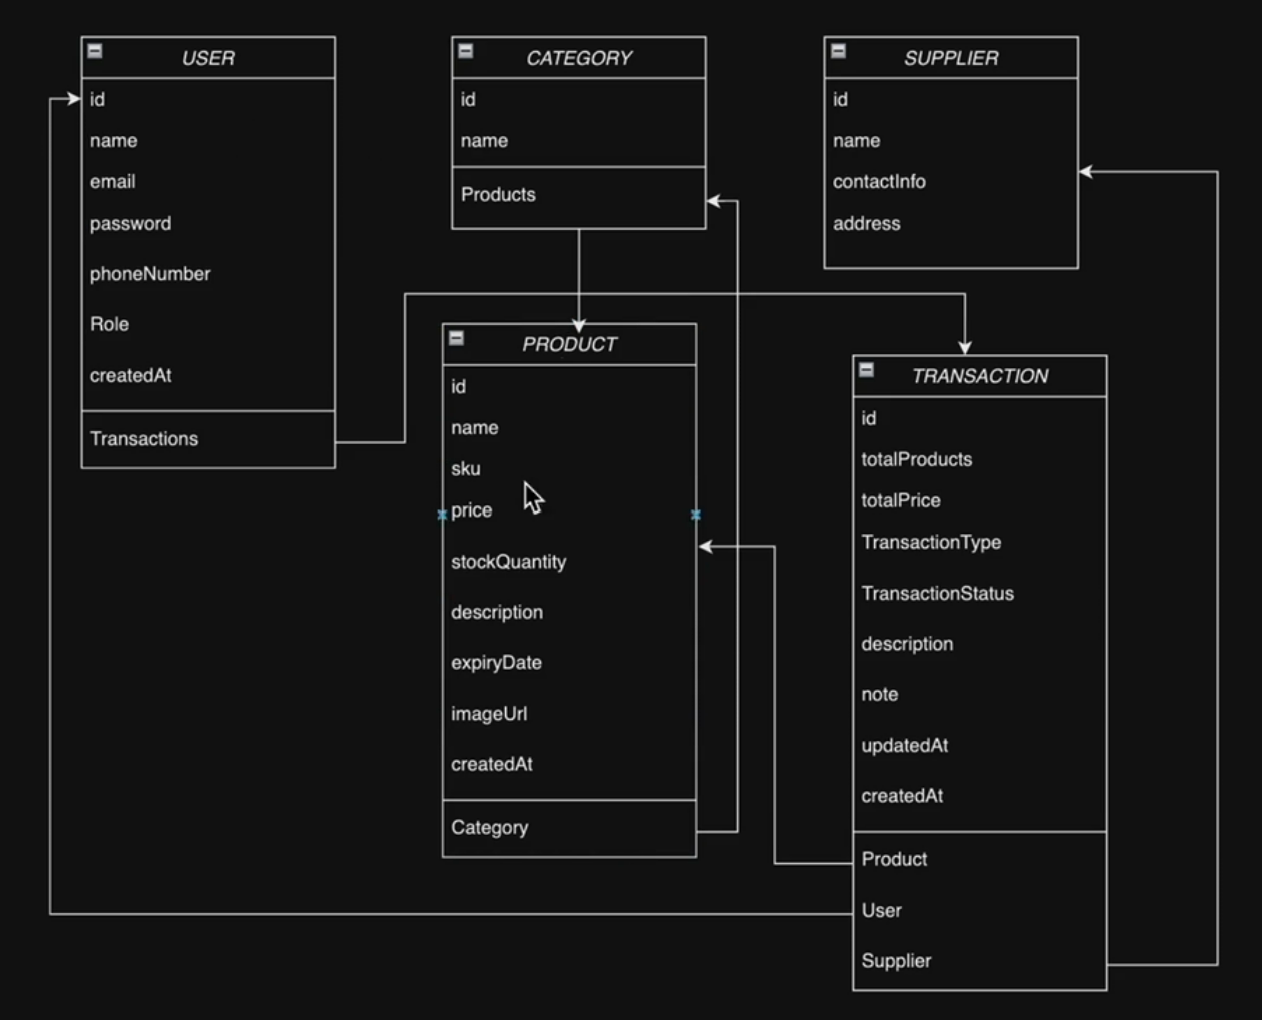 USER
id
name
email
password
phoneNumber
Role
createdAt
Transactions
CATEGORY
id
name
Products
SUPPLIER
id
name
contactInfo
address
PRODUCT
id
name
sku
price
stockQuantity
description
expiryDate
imageUrl
createdAt
Category
TRANSACTION
id
totalProducts
totalPrice
TransactionType
TransactionStatus
description
note
updatedAt
createdAt
Product
User
Supplier